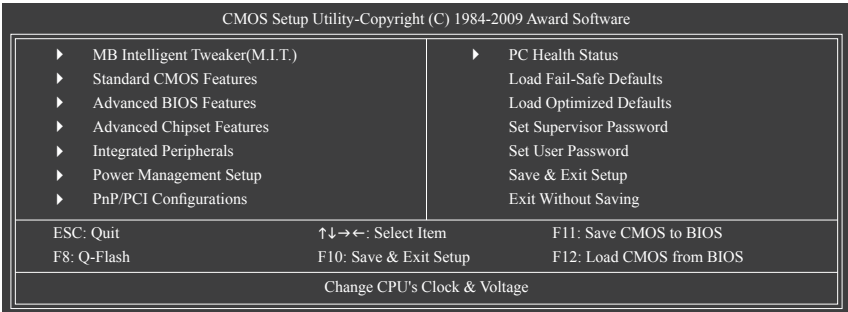 CMOS Setup Utility-Copyright (C) 1984-2009 Award Software
▶ MB Intelligent Tweaker(M.I.T.)
▶ Standard CMOS Features
▶ Advanced BIOS Features
▶ Advanced Chipset Features
▶ Integrated Peripherals
▶ Power Management Setup
▶ PnP/PCI Configurations
▶ PC Health Status
Load Fail-Safe Defaults
Load Optimized Defaults
Set Supervisor Password
Set User Password
Save & Exit Setup
Exit Without Saving
ESC: Quit ↑↓→←: Select Item F11: Save CMOS to BIOS
F8: Q-Flash F10: Save & Exit Setup F12: Load CMOS from BIOS
Change CPU's Clock & Voltage